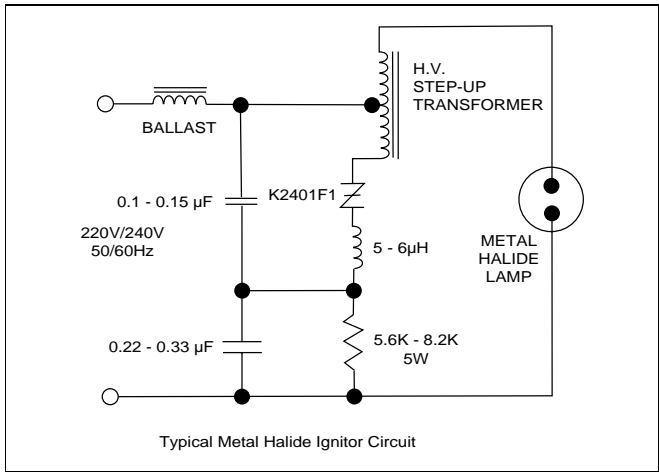 H.V.
STEP-UP
TRANSFORMER
BALLAST
0.1 - 0.15 µF
K2401F1
220V/240V
50/60Hz
5 - 6µH
METAL
HALIDE
LAMP
0.22 - 0.33 µF
5.6K - 8.2K
5W
Typical Metal Halide Ignitor Circuit